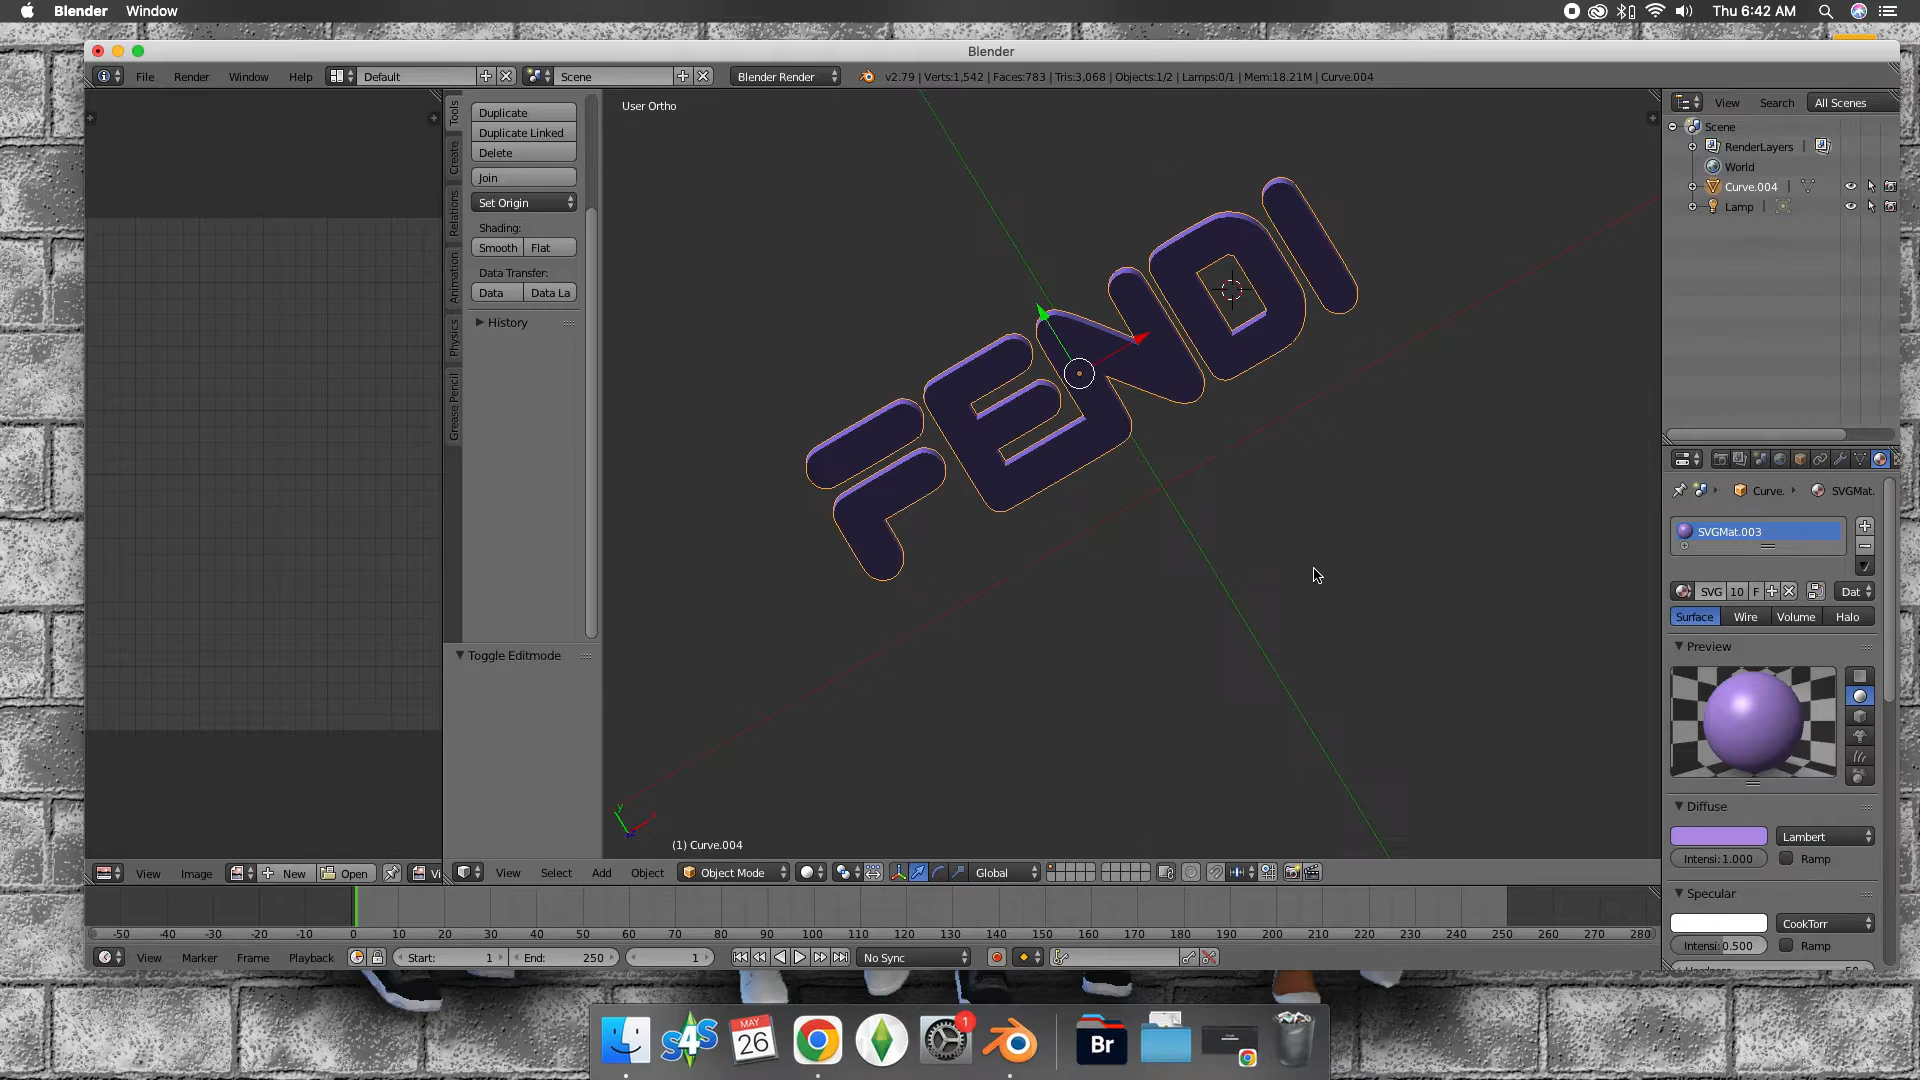 Blender Window Thu 6:42 AM
Blender
File Render Window Help Default Scene Blender Render v2.79 | Verts:1,542 | Faces:783 | Tris:3,068 | Objects:1/2 | Lamps:0/1 | Mem:18.21M | Curve.004
Tools
Create
Relations
Animation
Physics
Grease Pencil
Duplicate
Duplicate Linked
Delete
Join
Set Origin
Shading:
Smooth Flat
Data Transfer:
Data Data La
History
Toggle Editmode
User Ortho
FENDI
(1) Curve.004
View Search All Scenes
Scene
RenderLayers
World
Curve.004
Lamp
Curve. SVGMat.
SVGMat.003
SVG 10 F Dat
Surface Wire Volume Halo
Preview
Diffuse
Lambert
Intensi: 1.000 Ramp
Specular
CookTorr
Intensi: 0.500 Ramp
View Image New Open Vi
View Select Add Object Object Mode Global
-50 -40 -30 -20 -10 0 10 20 30 40 50 60 70 80 90 100 110 120 130 140 150 160 170 180 190 200 210 220 230 240 250 260 270 280
View Marker Frame Playback Start: 1 End: 250 1 No Sync
S4S
MAY
26
1
Br